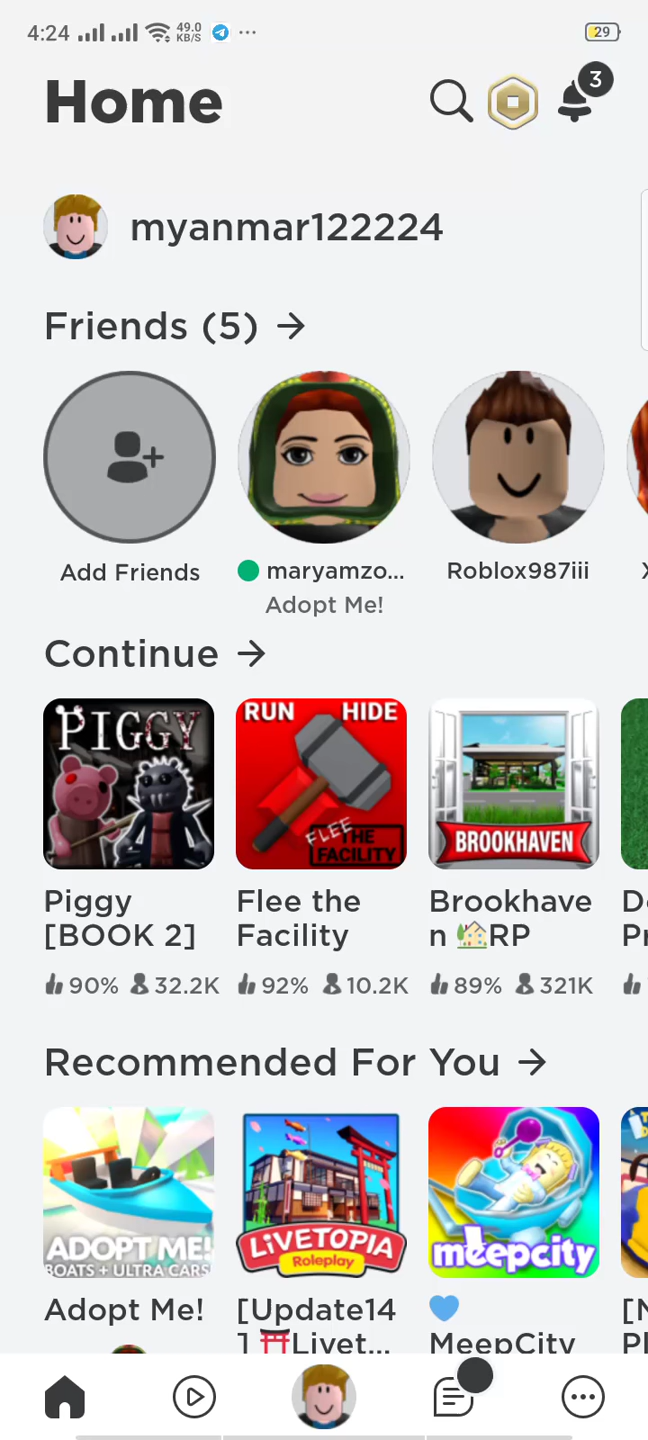 4:24
49.0
KB/S
29
Home
3
myanmar122224
Friends (5)
Add Friends
maryamzo...
Roblox987iii
Adopt Me!
Continue
PIGGY
RUN HIDE
FLEE
THE
FACILITY
BROOKHAVEN
Piggy
[BOOK 2]
Flee the
Facility
Brookhave
n 🏡RP
90% 32.2K
92% 10.2K
89% 321K
Recommended For You
ADOPT ME!
BOATS + ULTRA CARS
LIVETOPIA
Roleplay
meepcity
Adopt Me!
[Update14
] ⛩️Livet...
💙
MeepCity